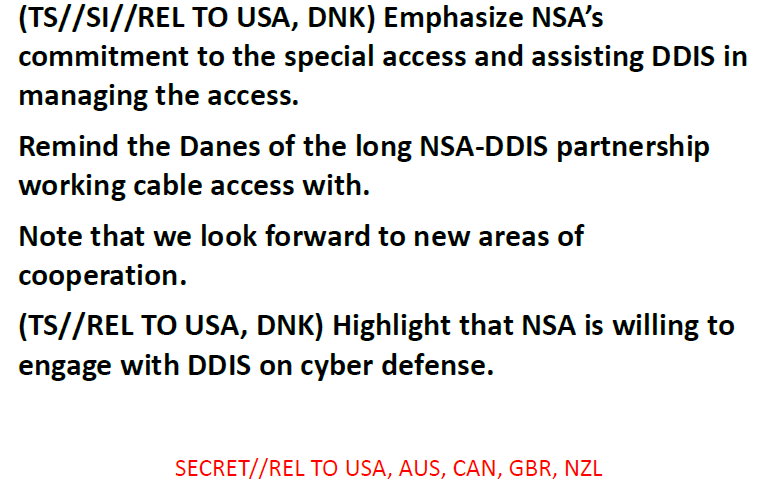 (TS//SI//REL TO USA, DNK) Emphasize NSA’s
commitment to the special access and assisting DDIS in
managing the access.
Remind the Danes of the long NSA-DDIS partnership
working cable access with.
Note that we look forward to new areas of
cooperation.
(TS//REL TO USA, DNK) Highlight that NSA is willing to
engage with DDIS on cyber defense.
SECRET//REL TO USA, AUS, CAN, GBR, NZL